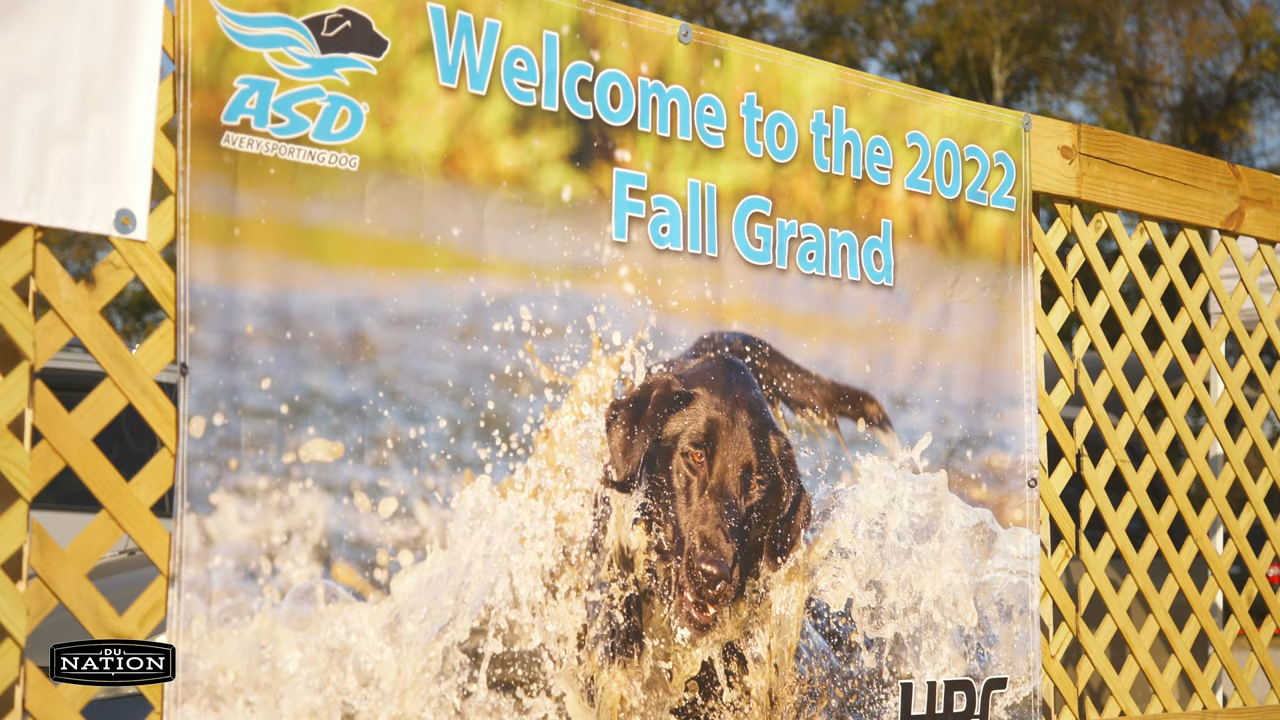 ASD
AVERY SPORTING DOG
Welcome to the 2022
Fall Grand
DU
NATION